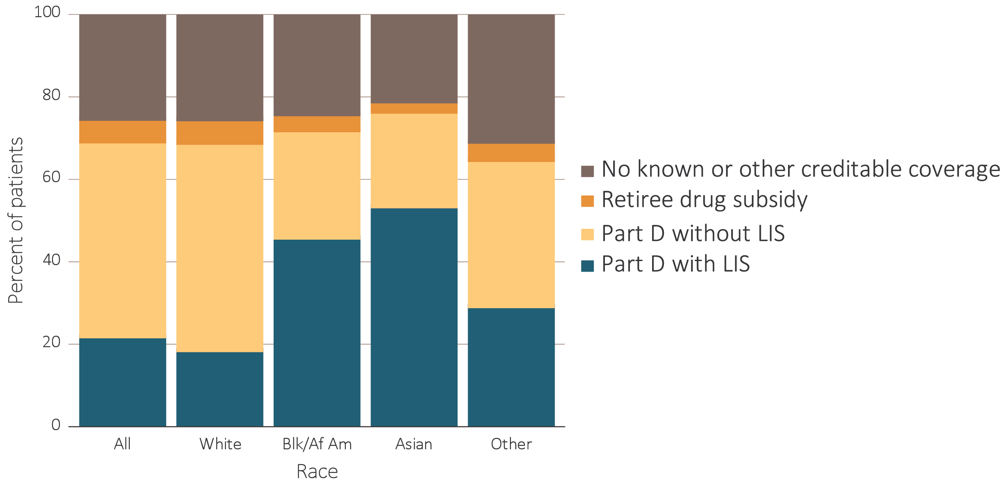 Percent of patients
100
80
60
40
20
0
All
White
Blk/Af Am
Asian
Other
Race
No known or other creditable coverage
Retiree drug subsidy
Part D without LIS
Part D with LIS